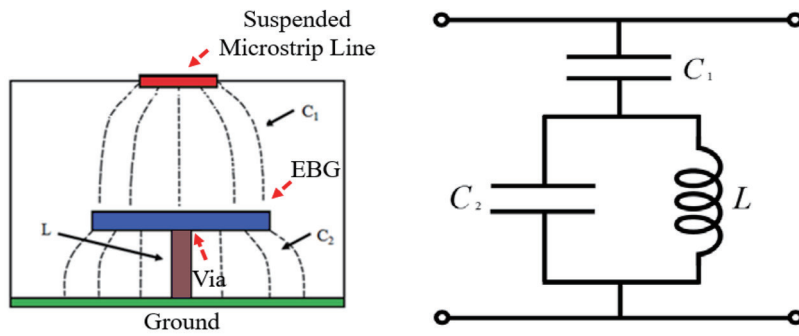 Suspended
Microstrip Line
C1
EBG
L
C2
Via
Ground
C1
C2
L